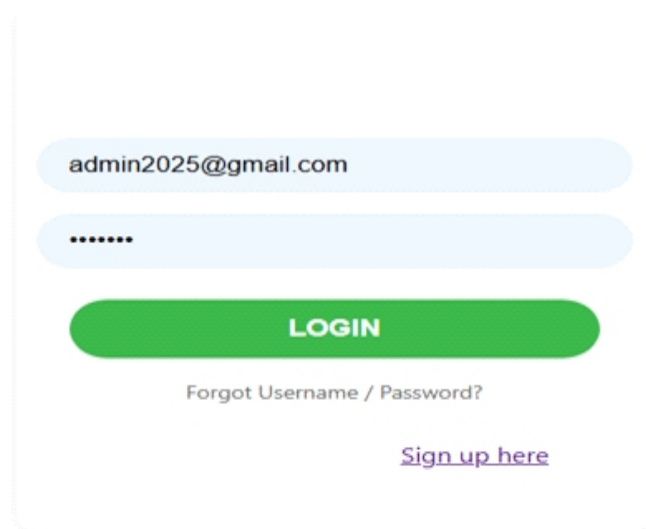 admin2025@gmail.com
•••••••
LOGIN
Forgot Username / Password?
Sign up here